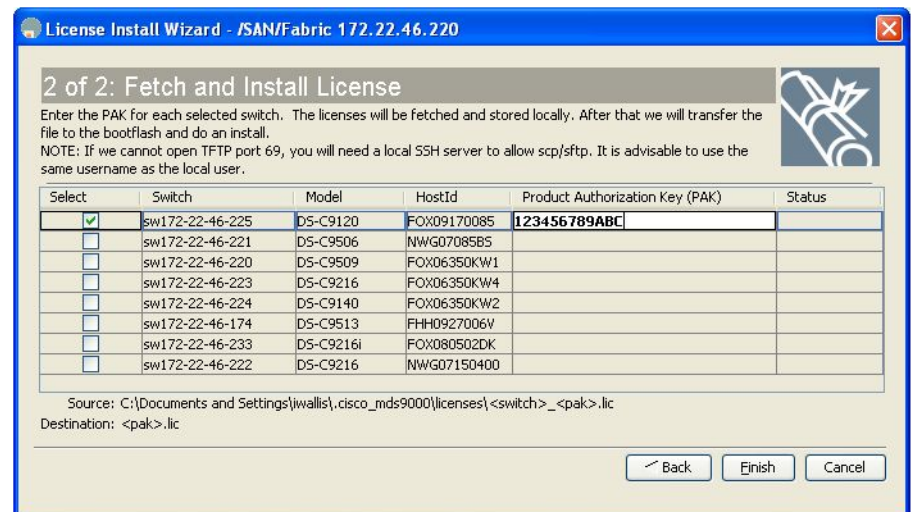 License Install Wizard - /SAN/Fabric 172.22.46.220
2 of 2: Fetch and Install License
Enter the PAK for each selected switch. The licenses will be fetched and stored locally. After that we will transfer the
file to the bootflash and do an install.
NOTE: If we cannot open TFTP port 69, you will need a local SSH server to allow scp/sftp. It is advisable to use the
same username as the local user.
Select Switch Model HostId Product Authorization Key (PAK) Status
sw172-22-46-225 DS-C9120 FOX09170085 123456789ABC
sw172-22-46-221 DS-C9506 NWG07085B5
sw172-22-46-220 DS-C9509 FOX06350KW1
sw172-22-46-223 DS-C9216 FOX06350KW4
sw172-22-46-224 DS-C9140 FOX06350KW2
sw172-22-46-174 DS-C9513 FHH0927006V
sw172-22-46-233 DS-C9216i FOX080502DK
sw172-22-46-222 DS-C9216 NWG07150400
Source: C:\Documents and Settings\iwallis\.cisco_mds9000\licenses\<switch>_<pak>.lic
Destination: <pak>.lic
Back Finish Cancel